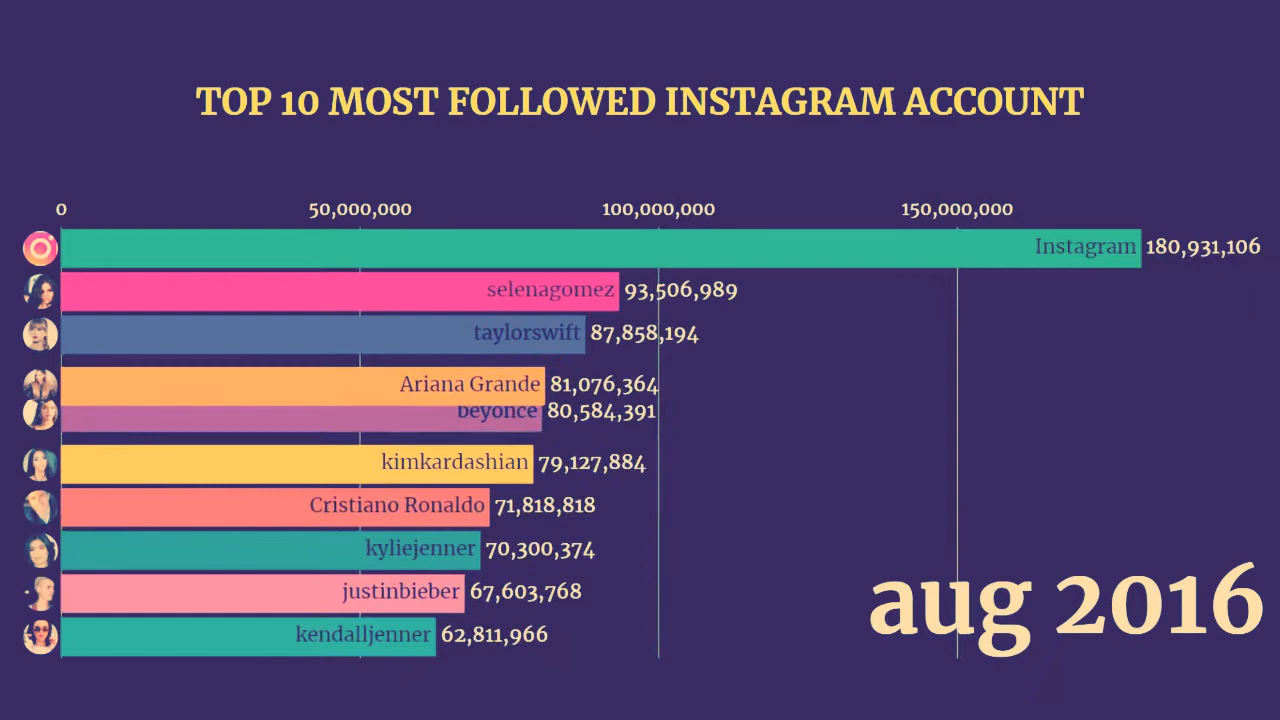 TOP 10 MOST FOLLOWED INSTAGRAM ACCOUNT
0 50,000,000 100,000,000 150,000,000
Instagram 180,931,106
selenagomez 93,506,989
taylorswift 87,858,194
Ariana Grande 81,076,364
beyonce 80,584,391
kimkardashian 79,127,884
Cristiano Ronaldo 71,818,818
kyliejenner 70,300,374
justinbieber 67,603,768
kendalljenner 62,811,966
aug 2016